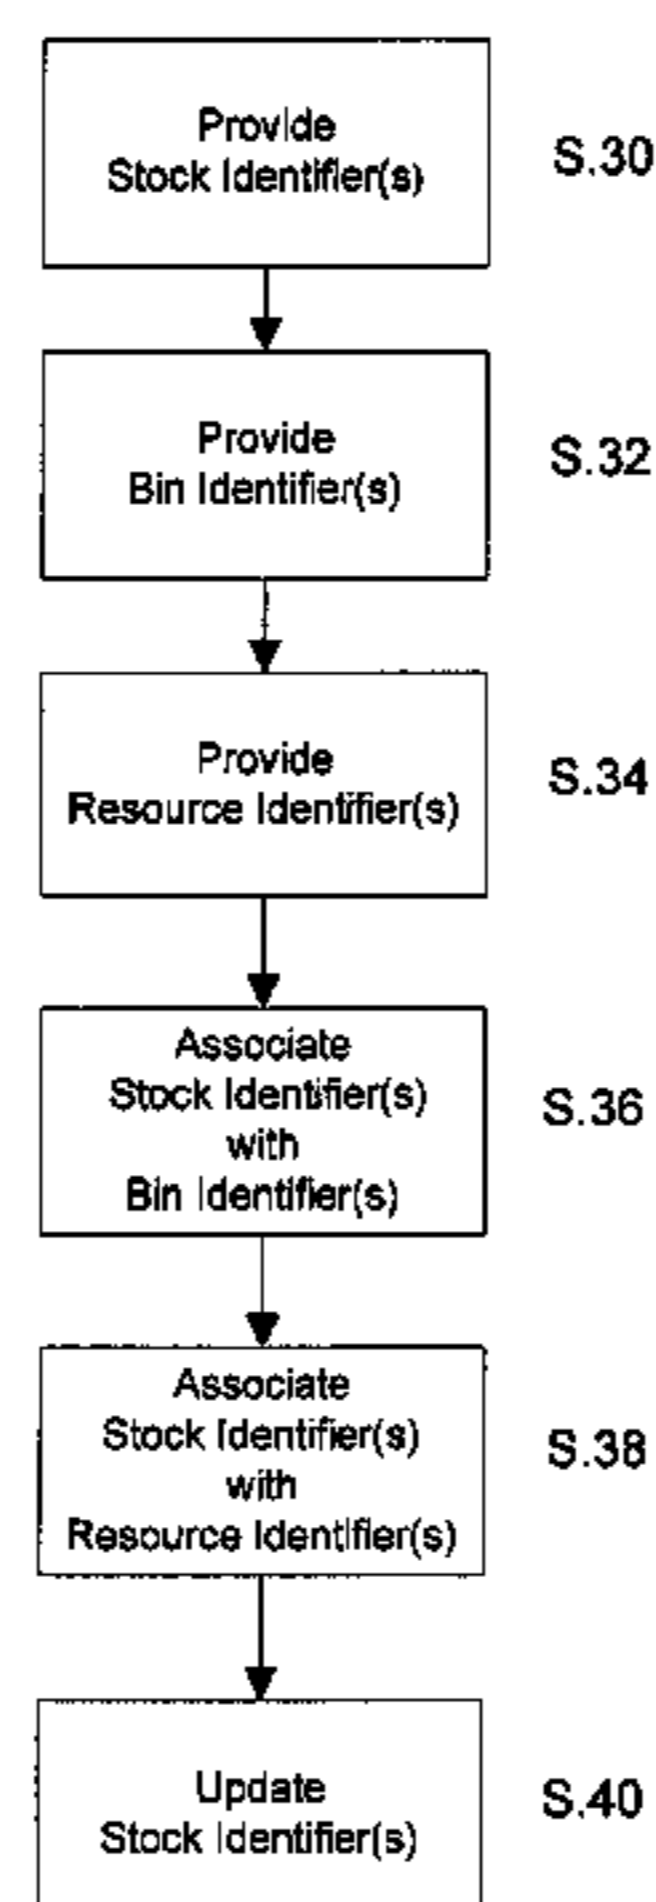 Provide
Stock Identifier(s)
S.30
Provide
Bin Identifier(s)
S.32
Provide
Resource Identifier(s)
S.34
Associate
Stock Identifier(s)
with
Bin Identifier(s)
S.36
Associate
Stock Identifier(s)
with
Resource Identifier(s)
S.38
Update
Stock Identifier(s)
S.40